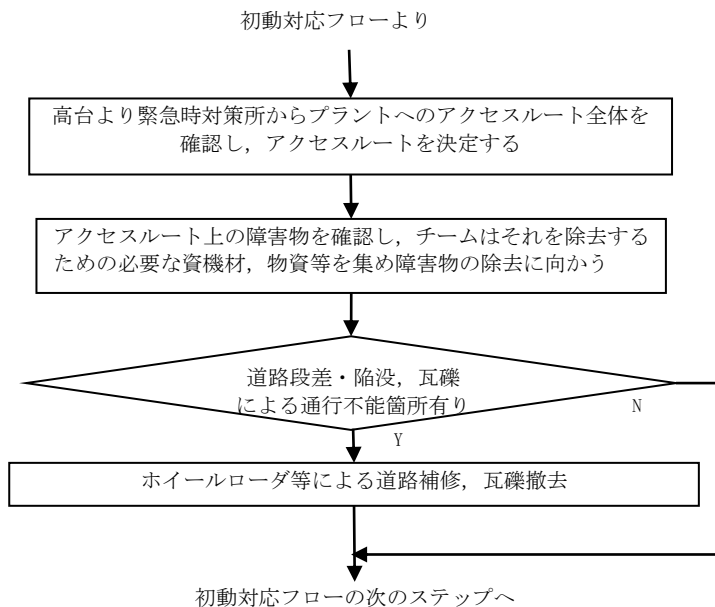 初動対応フローより
高台より緊急時対策所からプラントへのアクセスルート全体を
確認し，アクセスルートを決定する
アクセスルート上の障害物を確認し，チームはそれを除去する
ための必要な資機材，物資等を集め障害物の除去に向かう
道路段差・陥没，瓦礫
による通行不能箇所有り
N
Y
ホイールローダ等による道路補修，瓦礫撤去
初動対応フローの次のステップへ